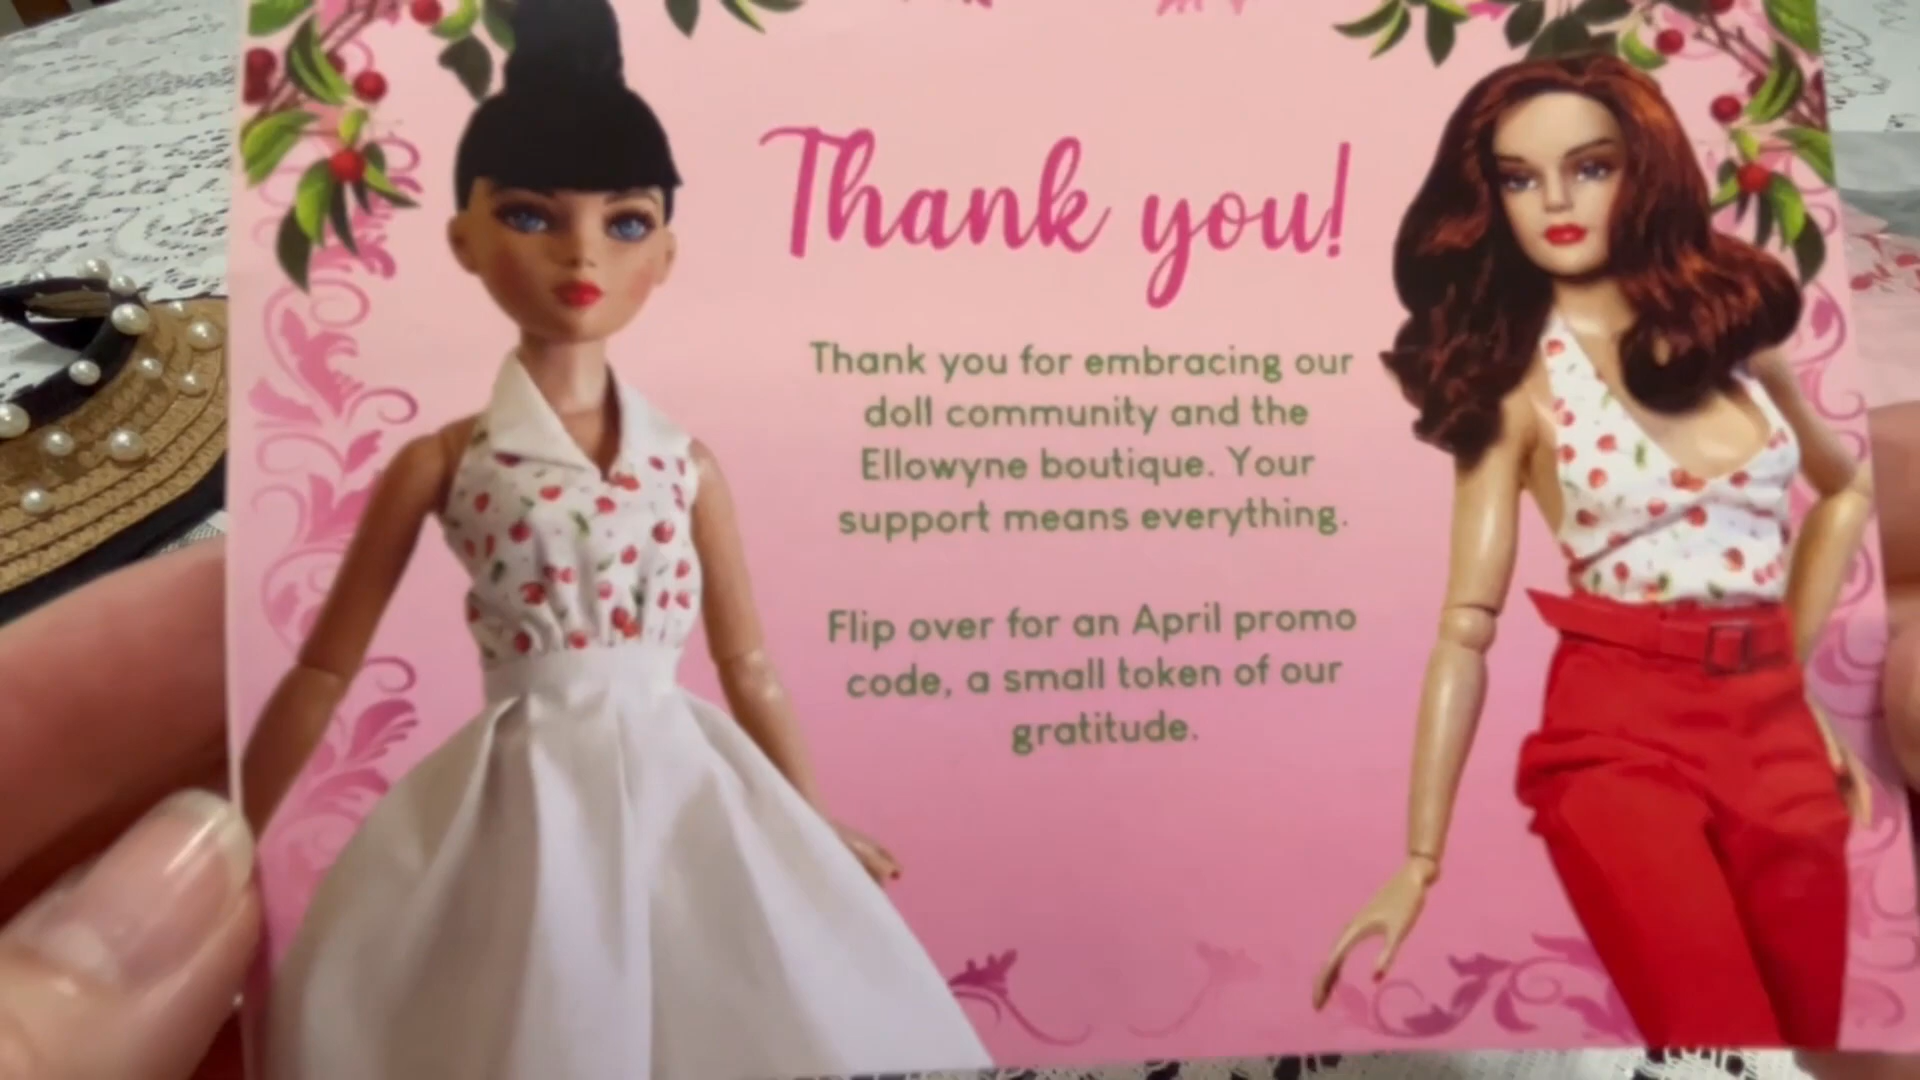 Thank you!
Thank you for embracing our
doll community and the
Ellowyne boutique. Your
support means everything.
Flip over for an April promo
code, a small token of our
gratitude.